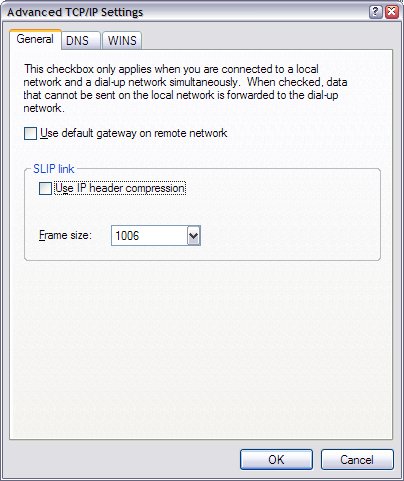 Advanced TCP/IP Settings
General DNS WINS
This checkbox only applies when you are connected to a local
network and a dial-up network simultaneously. When checked, data
that cannot be sent on the local network is forwarded to the dial-up
network.
Use default gateway on remote network
SLIP link
Use IP header compression
Frame size: 1006
OK Cancel